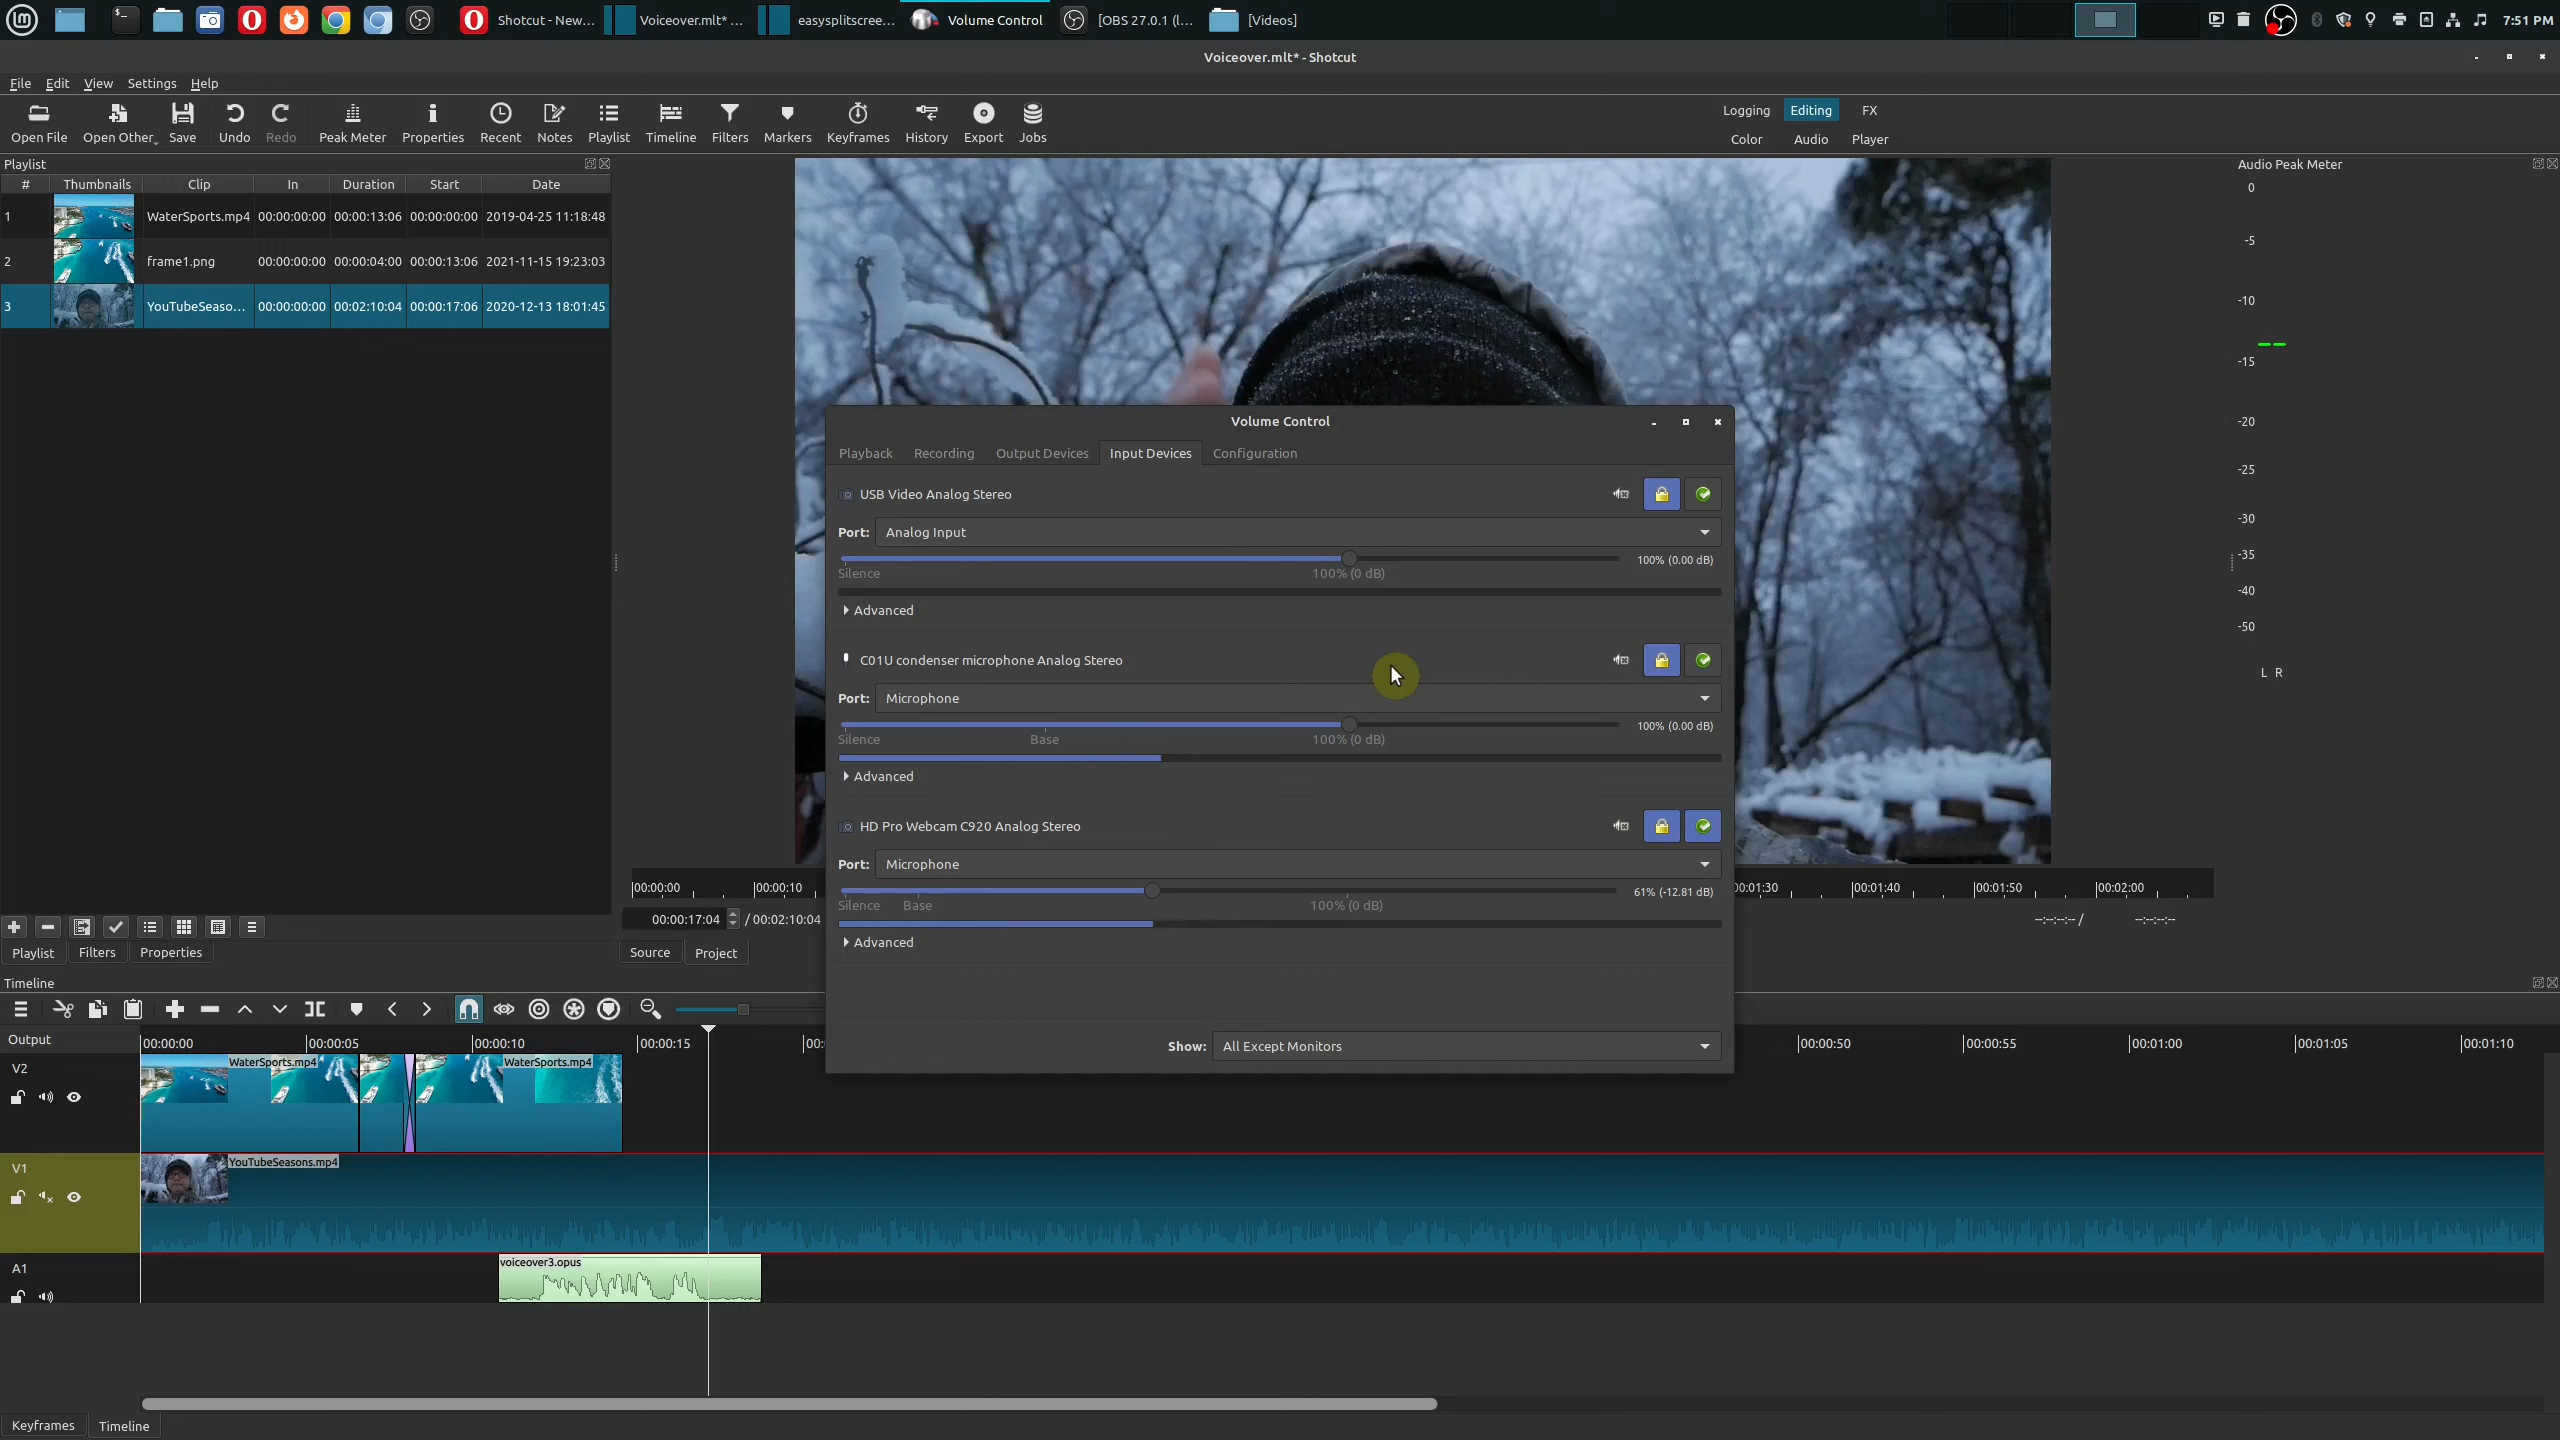 Shotcut - New...
Voiceover.mlt* ...
easysplitscree...
Volume Control
[OBS 27.0.1 (l...
[Videos]
7:51 PM
Voiceover.mlt* - Shotcut
File Edit View Settings Help
Open File
Open Other
Save
Undo
Redo
Peak Meter
Properties
Recent
Notes
Playlist
Timeline
Filters
Markers
Keyframes
History
Export
Jobs
Logging Editing FX
Color Audio Player
Playlist
# Thumbnails Clip In Duration Start Date
1 WaterSports.mp4 00:00:00:00 00:00:13:06 00:00:00:00 2019-04-25 11:18:48
2 frame1.png 00:00:00:00 00:00:04:00 00:00:13:06 2021-11-15 19:23:03
3 YouTubeSeaso... 00:00:00:00 00:02:10:04 00:00:17:06 2020-12-13 18:01:45
Playlist Filters Properties
Audio Peak Meter
0
-5
-10
-15
-20
-25
-30
-35
-40
-50
L R
Volume Control
Playback Recording Output Devices Input Devices Configuration
USB Video Analog Stereo
Port: Analog Input
100% (0.00 dB)
Silence 100% (0 dB)
Advanced
C01U condenser microphone Analog Stereo
Port: Microphone
100% (0.00 dB)
Silence Base 100% (0 dB)
Advanced
HD Pro Webcam C920 Analog Stereo
Port: Microphone
61% (-12.81 dB)
Silence Base 100% (0 dB)
Advanced
Show: All Except Monitors
00:00:00 00:00:10 00:01:30 00:01:40 00:01:50 00:02:00
00:00:17:04 / 00:02:10:04
--:--:--:-- / --:--:--:--
Source Project
Timeline
Output
00:00:00 00:00:05 00:00:10 00:00:15 00: 00:00:50 00:00:55 00:01:00 00:01:05 00:01:10
V2
WaterSports.mp4 WaterSports.mp4
V1
YouTubeSeasons.mp4
A1
voiceover3.opus
Keyframes Timeline